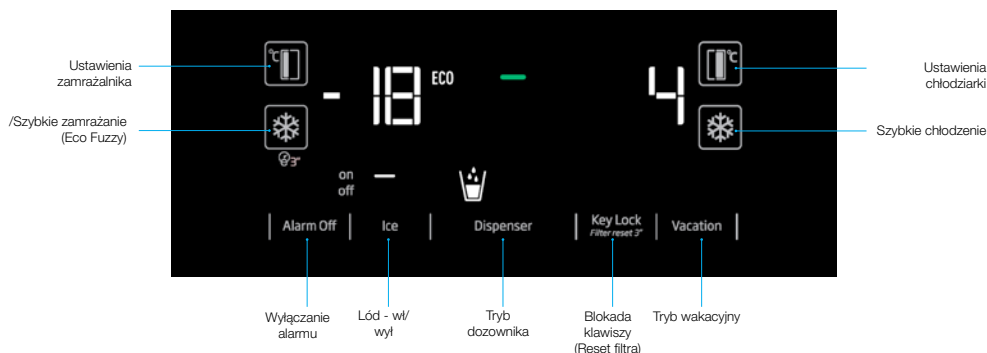 Ustawienia
zamrażalnika
/Szybkie zamrażanie
(Eco Fuzzy)
°C
- 18 ECO
3"
on
off
4
°C
Ustawienia
chłodziarki
Szybkie chłodzenie
Alarm Off
Ice
Dispenser
Key Lock
Filter reset 3"
Vacation
Wyłączanie
alarmu
Lód - wł/
wył
Tryb
dozownika
Blokada
klawiszy
(Reset filtra)
Tryb wakacyjny